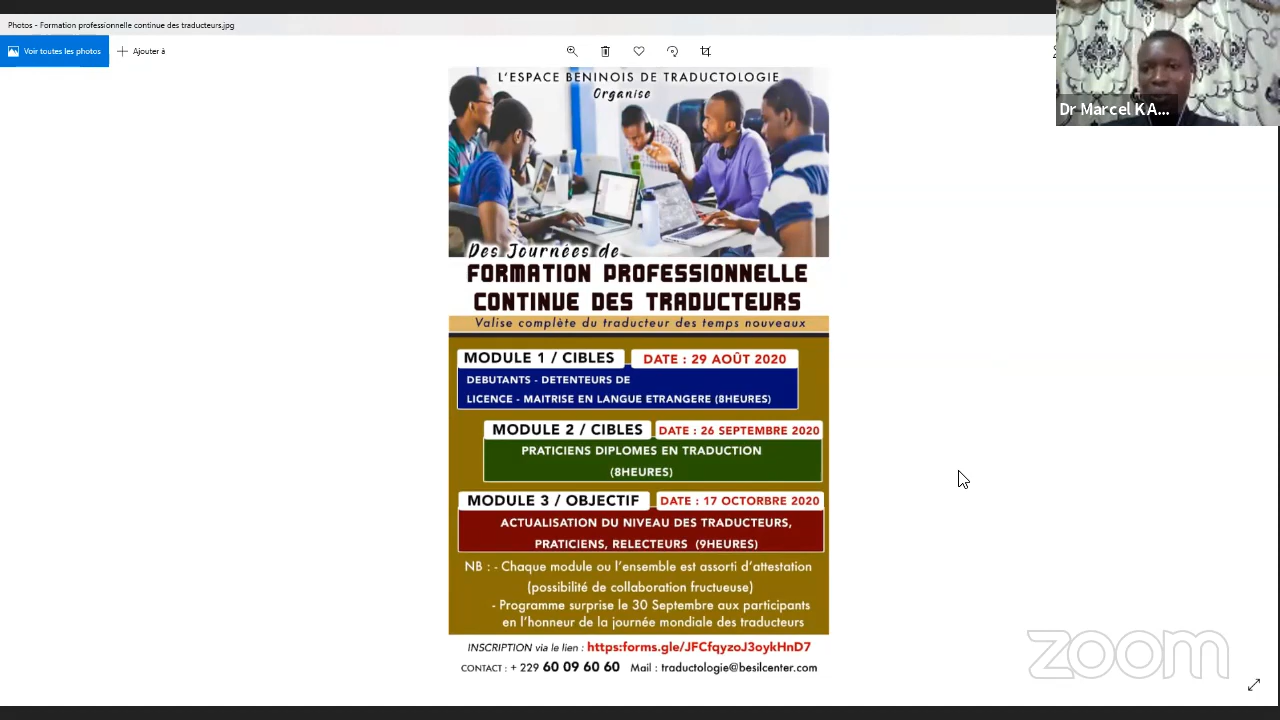 Photos - Formation professionnelle continue des traducteurs.jpg
Voir toutes les photos
Ajouter à
Dr Marcel K A...
L'ESPACE BENINOIS DE TRADUCTOLOGIE
Organise
Des Journées de
FORMATION PROFESSIONNELLE
CONTINUE DES TRADUCTEURS
Valise complète du traducteur des temps nouveaux
MODULE 1 / CIBLES
DATE : 29 AOÛT 2020
DEBUTANTS - DETENTEURS DE
LICENCE - MAITRISE EN LANGUE ETRANGERE (8HEURES)
MODULE 2 / CIBLES
DATE : 26 SEPTEMBRE 2020
PRATICIENS DIPLOMES EN TRADUCTION
(8HEURES)
MODULE 3 / OBJECTIF
DATE : 17 OCTORBRE 2020
ACTUALISATION DU NIVEAU DES TRADUCTEURS,
PRATICIENS, RELECTEURS (9HEURES)
NB : - Chaque module ou l'ensemble est assorti d'attestation
(possibilité de collaboration fructueuse)
- Programme surprise le 30 Septembre aux participants
en l'honneur de la journée mondiale des traducteurs
INSCRIPTION via le lien : https:forms.gle/JFCfqyzoJ3oykHnD7
CONTACT : + 229 60 09 60 60 Mail : traductologie@besilcenter.com
zoom